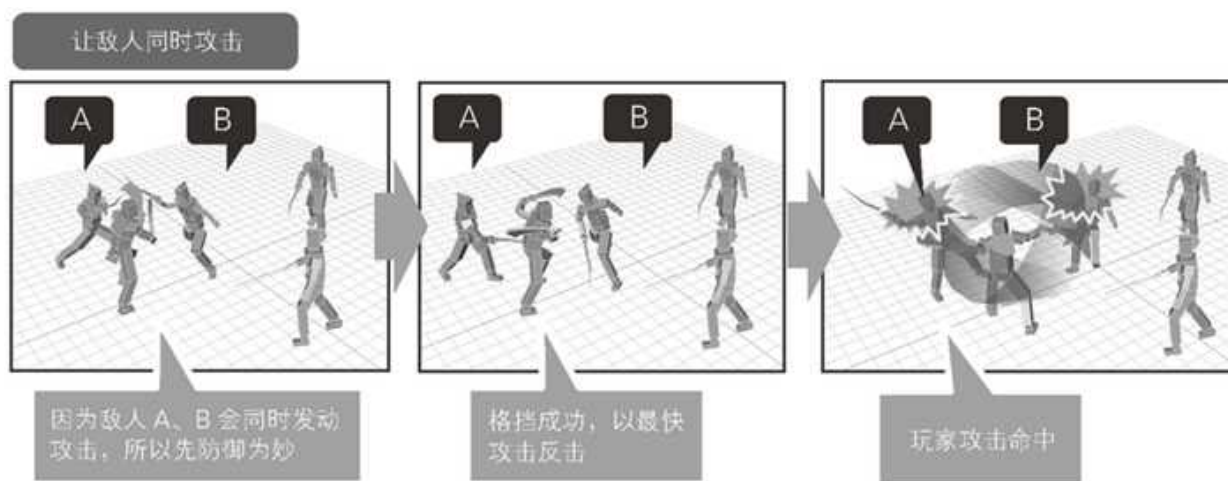 让敌人同时攻击
A
B
A
B
A
B
因为敌人 A、B 会同时发动
攻击，所以先防御为妙
格挡成功，以最快
攻击反击
玩家攻击命中